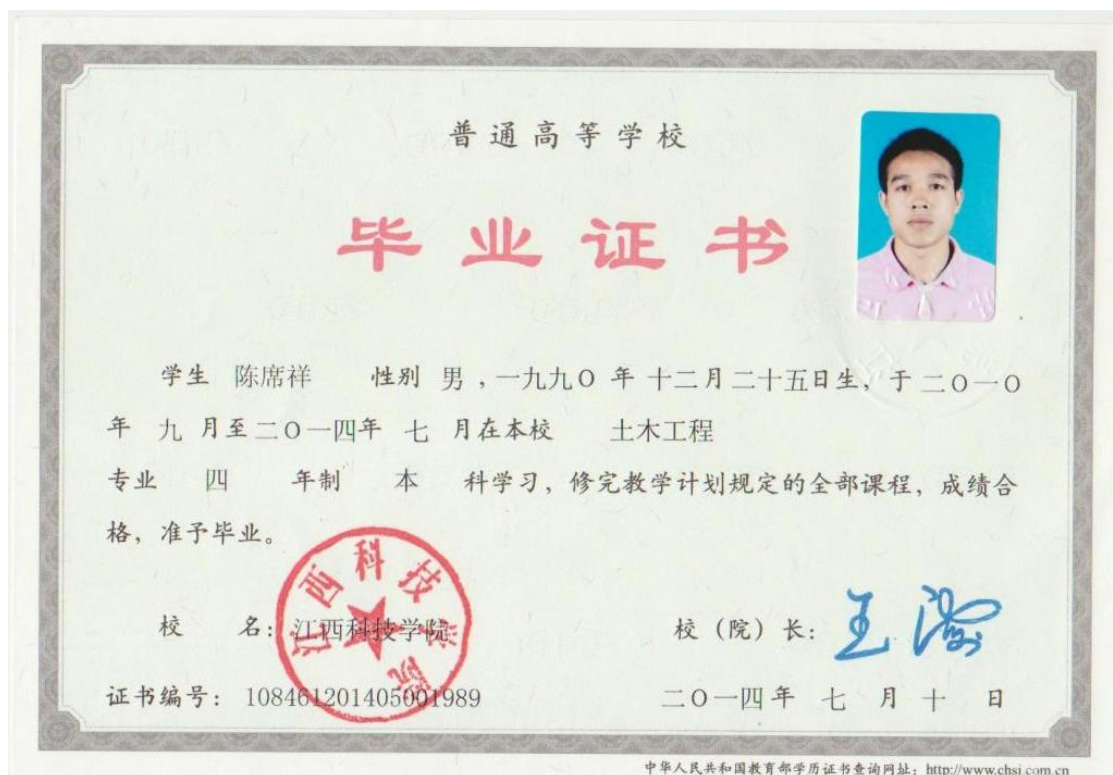 普通高等学校
毕业证书
学生 陈席祥 性别 男 ,一九九〇 年 十二月 二十五日生, 于 二〇一〇
年 九 月至 二〇一四年 七 月在本校 土木工程
专业 四 年制 本 科学习, 修完教学计划规定的全部课程, 成绩合
格, 准予毕业。
江西科技学院
校 名: 江西科技学院
校 (院) 长:
证书编号: 108461201405001989
二〇一四年 七 月 十 日
中华人民共和国教育部学历证书查询网址: http://www.chsi.com.cn